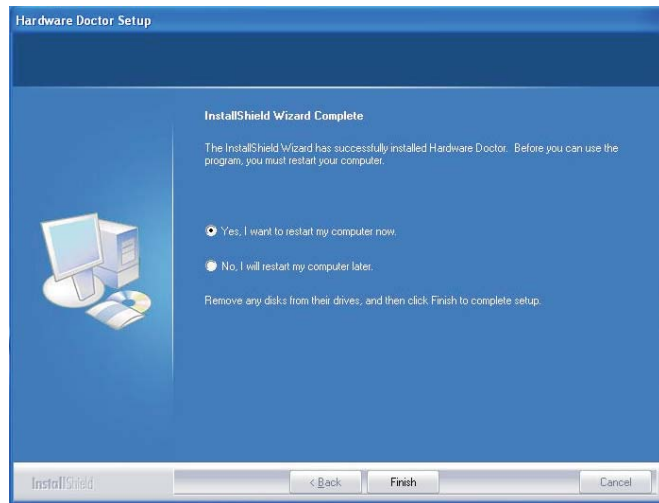 Hardware Doctor Setup
InstallShield Wizard Complete
The InstallShield Wizard has successfully installed Hardware Doctor. Before you can use the
program, you must restart your computer.
Yes, I want to restart my computer now.
No, I will restart my computer later.
Remove any disks from their drives, and then click Finish to complete setup.
InstallShield
< Back
Finish
Cancel